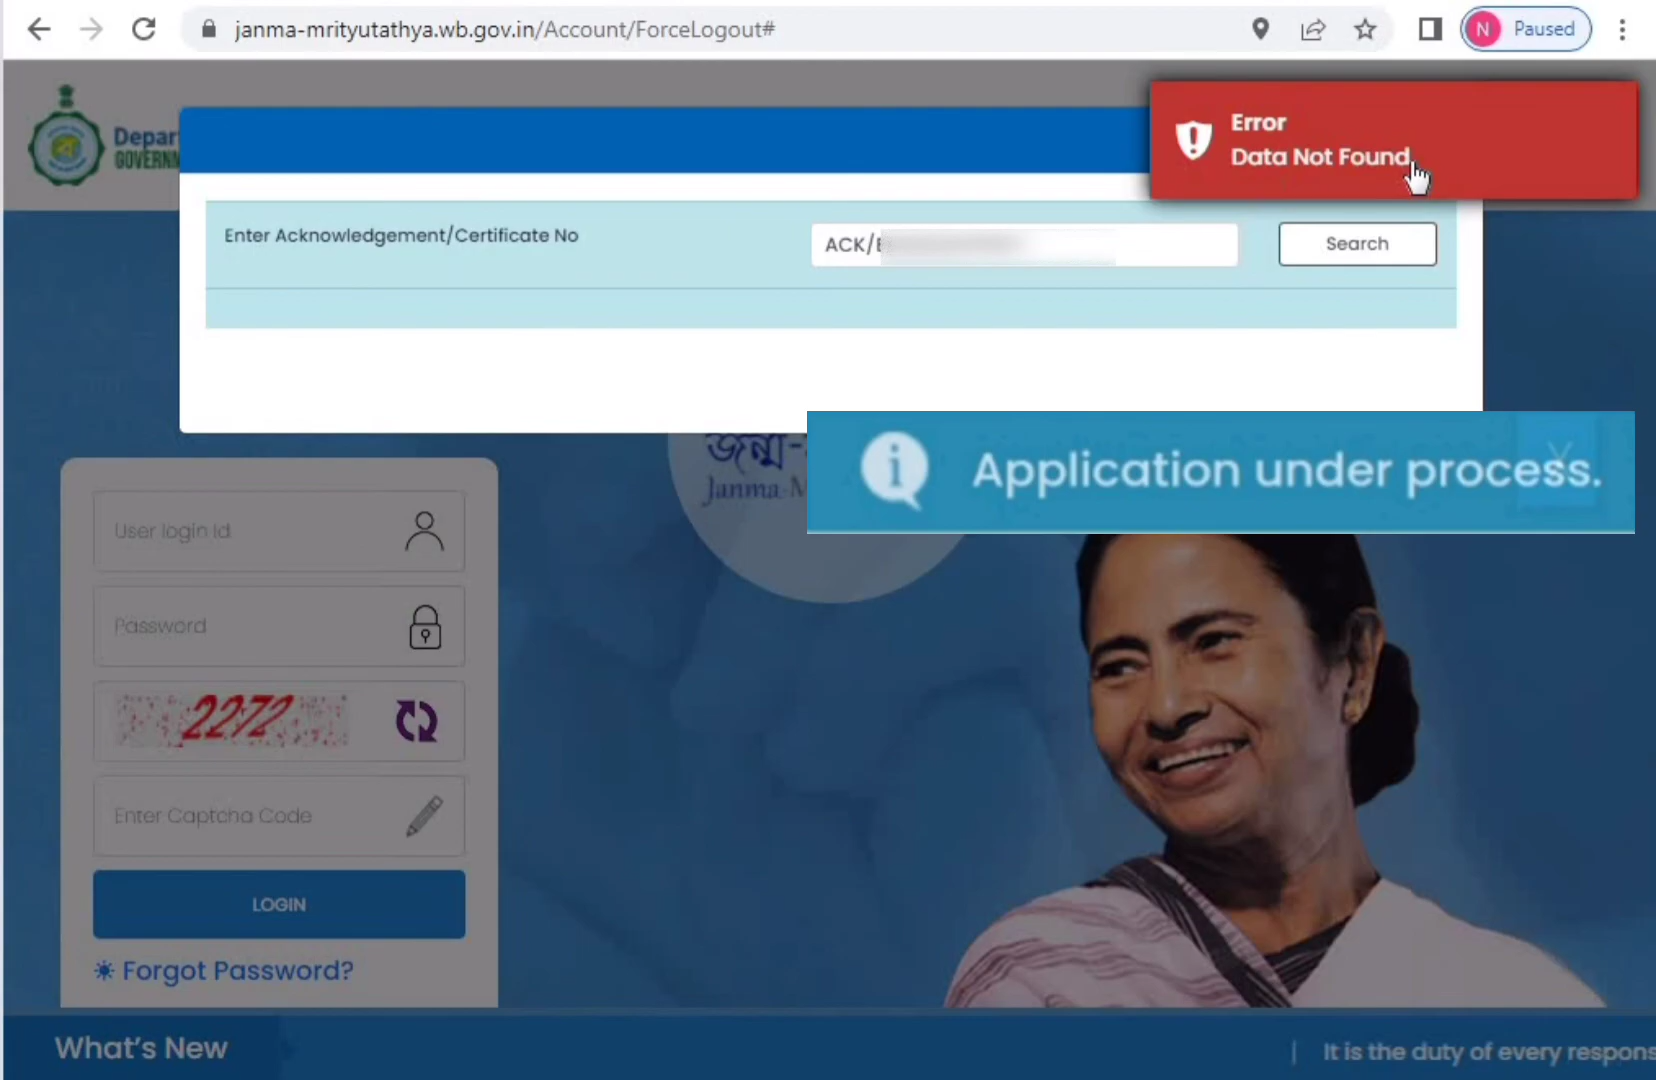 janma-mrityutathya.wb.gov.in/Account/ForceLogout#
N Paused
Error
Data Not Found
Enter Acknowledgement/Certificate No
ACK/
Search
Application under process.
User login Id
Password
2272
Enter Captcha Code
LOGIN
Forgot Password?
What's New
| It is the duty of every